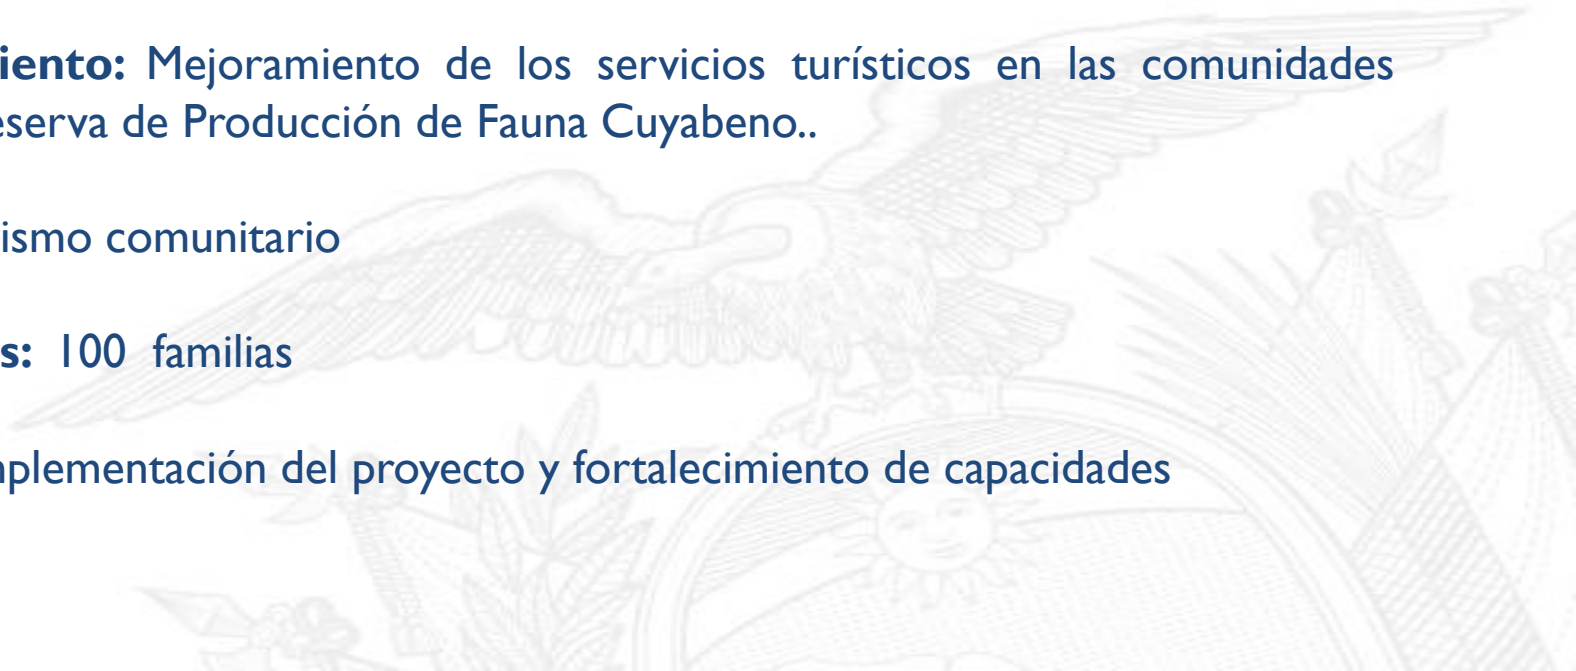 iento: Mejoramiento de los servicios turísticos en las comunidades
eserva de Producción de Fauna Cuyabeno..
ismo comunitario
s: 100 familias
nplementación del proyecto y fortalecimiento de capacidades